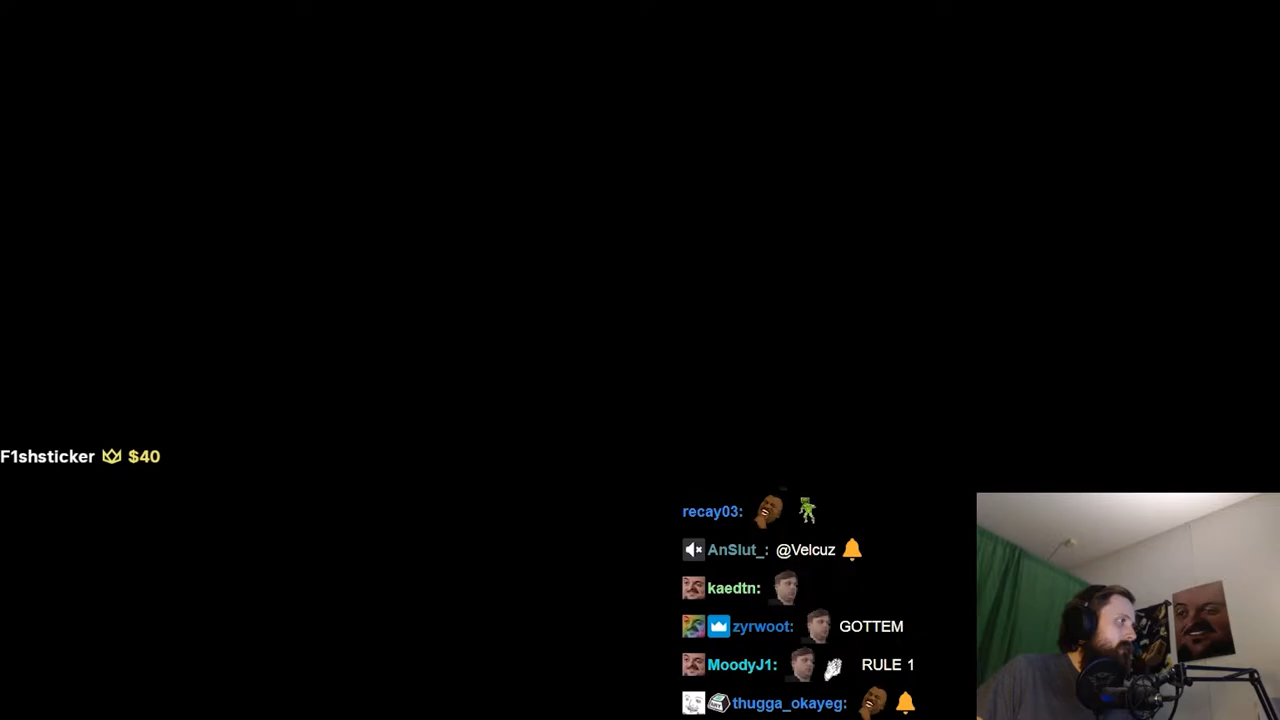 F1shsticker $40
recay03:
AnSlut_: @Velcuz
kaedtn:
zyrwoot: GOTTEM
MoodyJ1: RULE 1
thugga_okayeg: